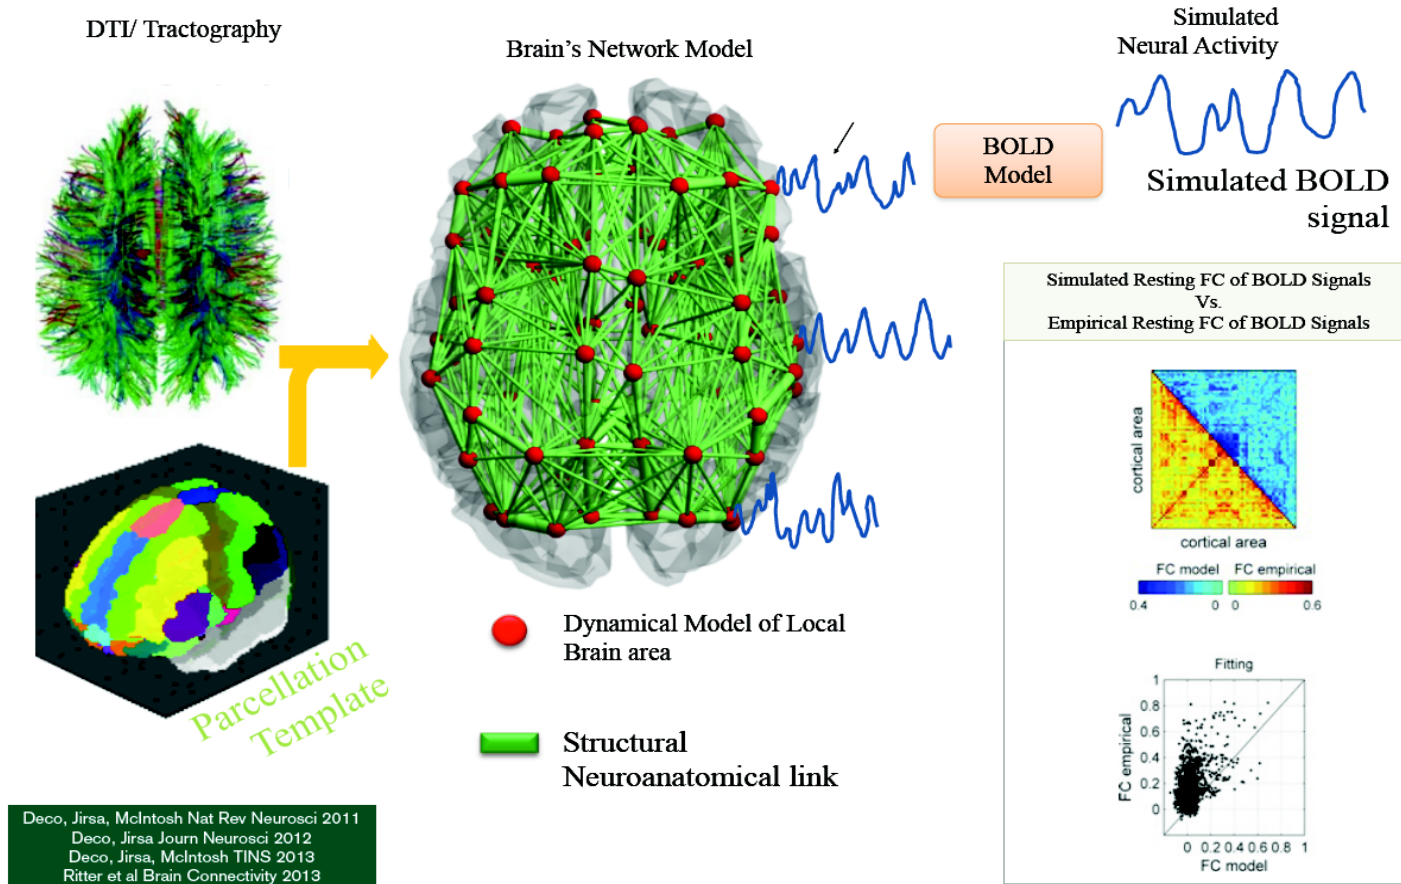 DTI/ Tractography
Brain's Network Model
Simulated
Neural Activity
BOLD
Model
Simulated BOLD
signal
Simulated Resting FC of BOLD Signals
Vs.
Empirical Resting FC of BOLD Signals
cortical area
cortical area
FC model
FC empirical
0.4
0
0
0.6
Parcellation
Template
Dynamical Model of Local
Brain area
Structural
Neuroanatomical link
Fitting
1
0.8
0.6
0.4
0.2
0
FC empirical
0 0.2 0.4 0.6 0.8 1
FC model
Deco, Jirsa, McIntosh Nat Rev Neurosci 2011
Deco, Jirsa Journ Neurosci 2012
Deco, Jirsa, McIntosh TINS 2013
Ritter et al Brain Connectivity 2013